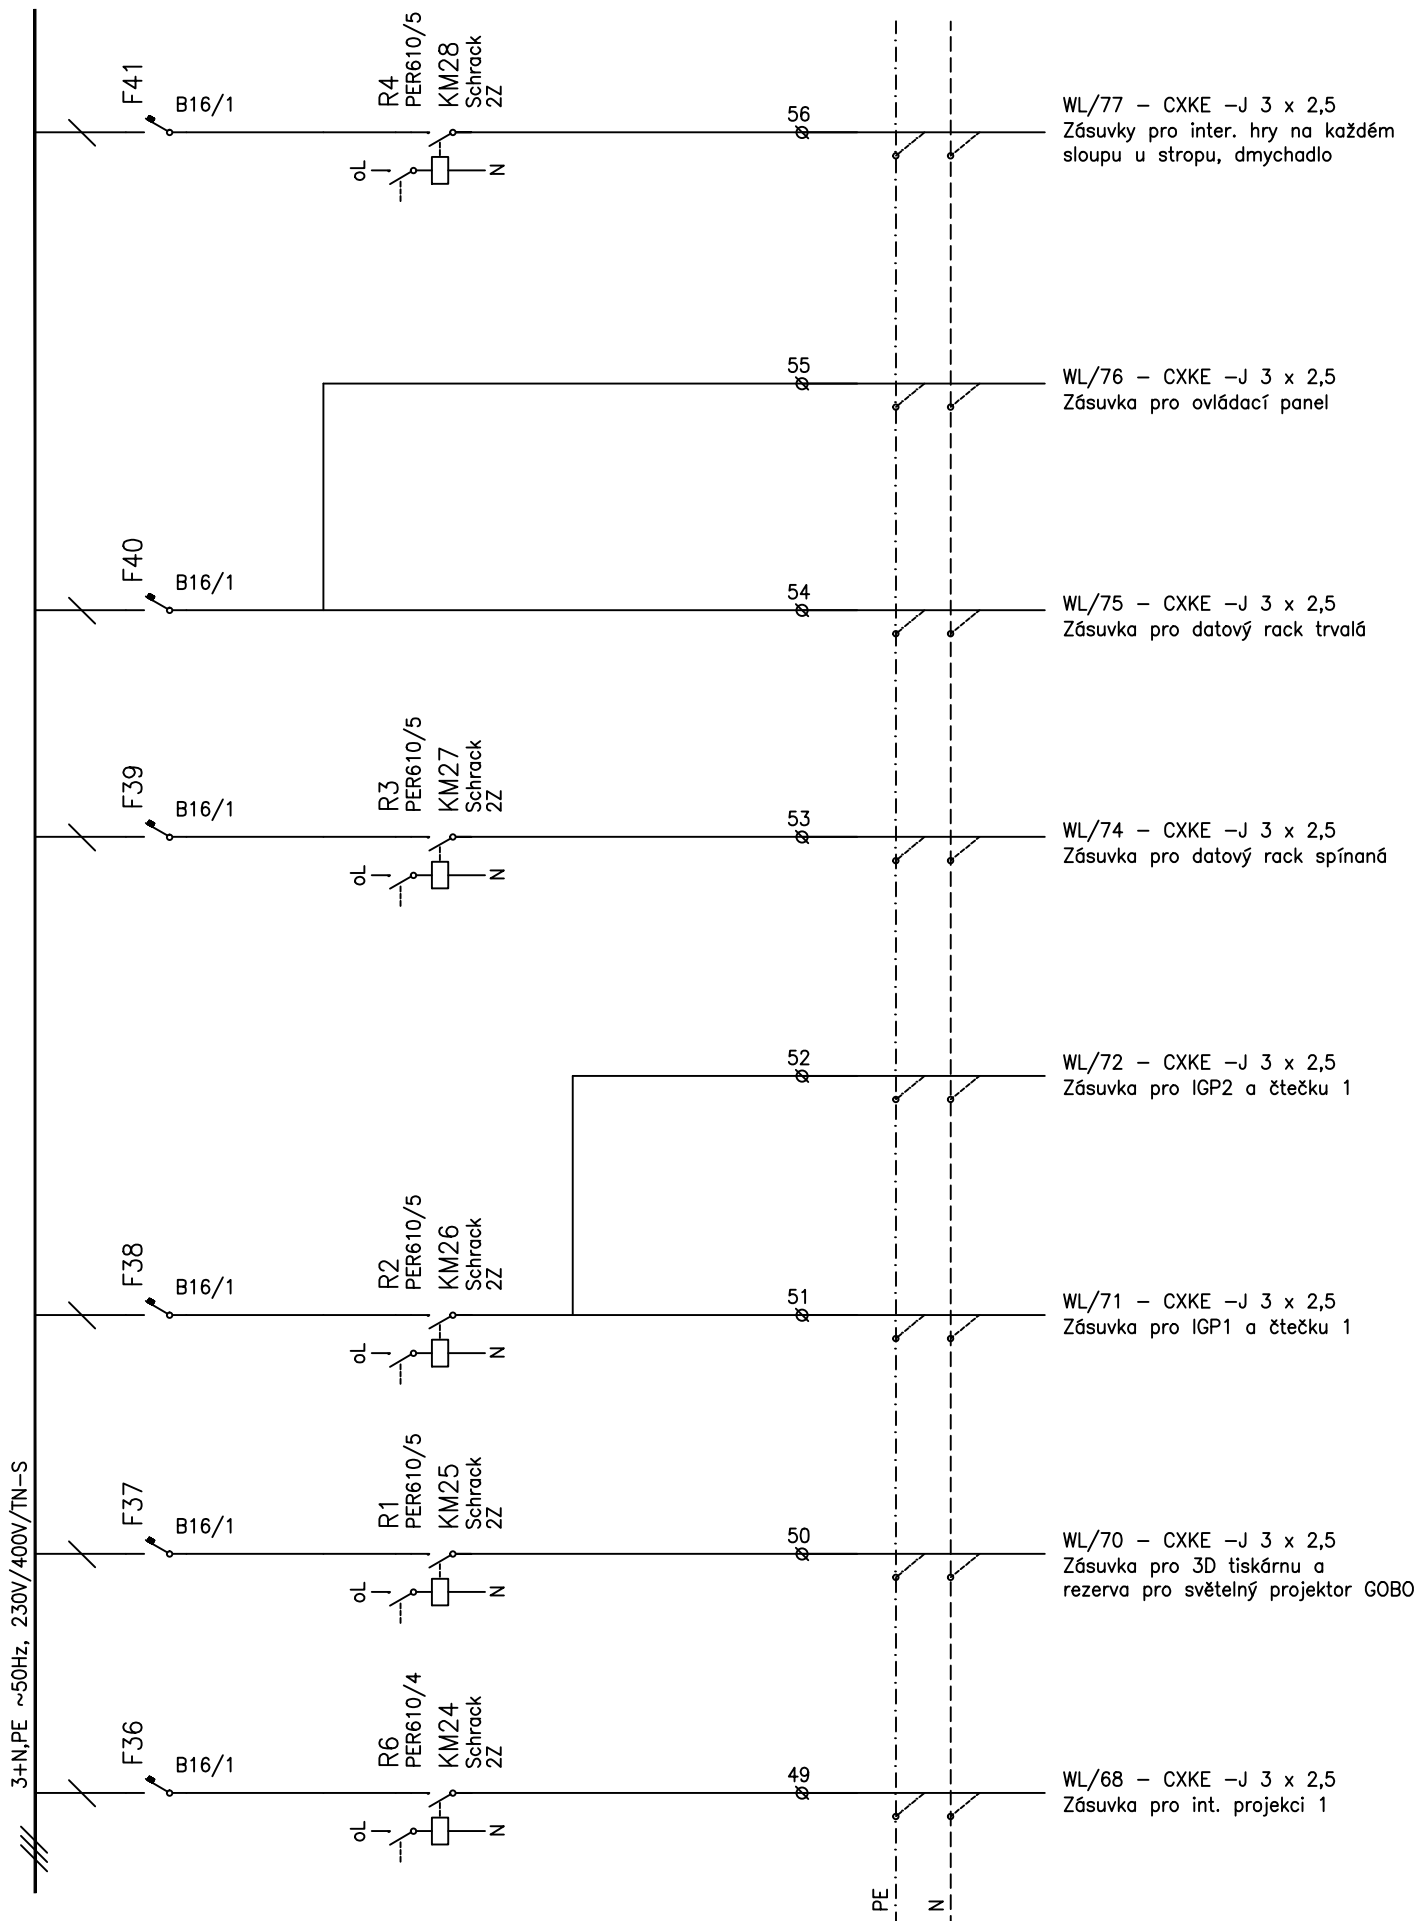 F41
B16/1
R4
PER610/5
KM28
Schrack
2Z
oL
N
56
WL/77 - CXKE -J 3 x 2,5
Zásuvky pro inter. hry na každém
sloupu u stropu, dmychadlo
55
WL/76 - CXKE -J 3 x 2,5
Zásuvka pro ovládací panel
F40
B16/1
54
WL/75 - CXKE -J 3 x 2,5
Zásuvka pro datový rack trvalá
F39
B16/1
R3
PER610/5
KM27
Schrack
2Z
oL
N
53
WL/74 - CXKE -J 3 x 2,5
Zásuvka pro datový rack spínaná
52
WL/72 - CXKE -J 3 x 2,5
Zásuvka pro IGP2 a čtečku 1
F38
B16/1
R2
PER610/5
KM26
Schrack
2Z
oL
N
51
WL/71 - CXKE -J 3 x 2,5
Zásuvka pro IGP1 a čtečku 1
F37
B16/1
R1
PER610/5
KM25
Schrack
2Z
oL
N
50
WL/70 - CXKE -J 3 x 2,5
Zásuvka pro 3D tiskárnu a
rezerva pro světelný projektor GOBO
3+N,PE ~50Hz, 230V/400V/TN-S
F36
B16/1
R6
PER610/4
KM24
Schrack
2Z
oL
N
49
WL/68 - CXKE -J 3 x 2,5
Zásuvka pro int. projekci 1
PE
N